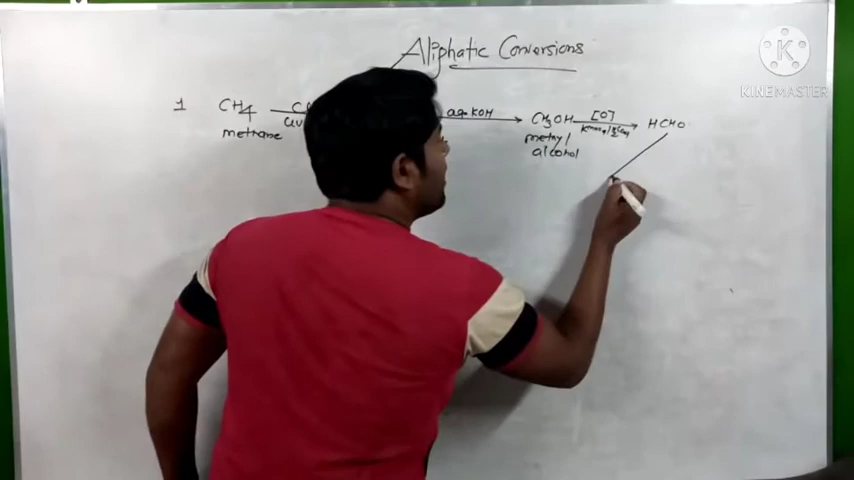 Aliphatic Conversions
1 CH4 aq KOH CH3OH [O] HCHO
methane methyl alcohol
K
KINEMASTER